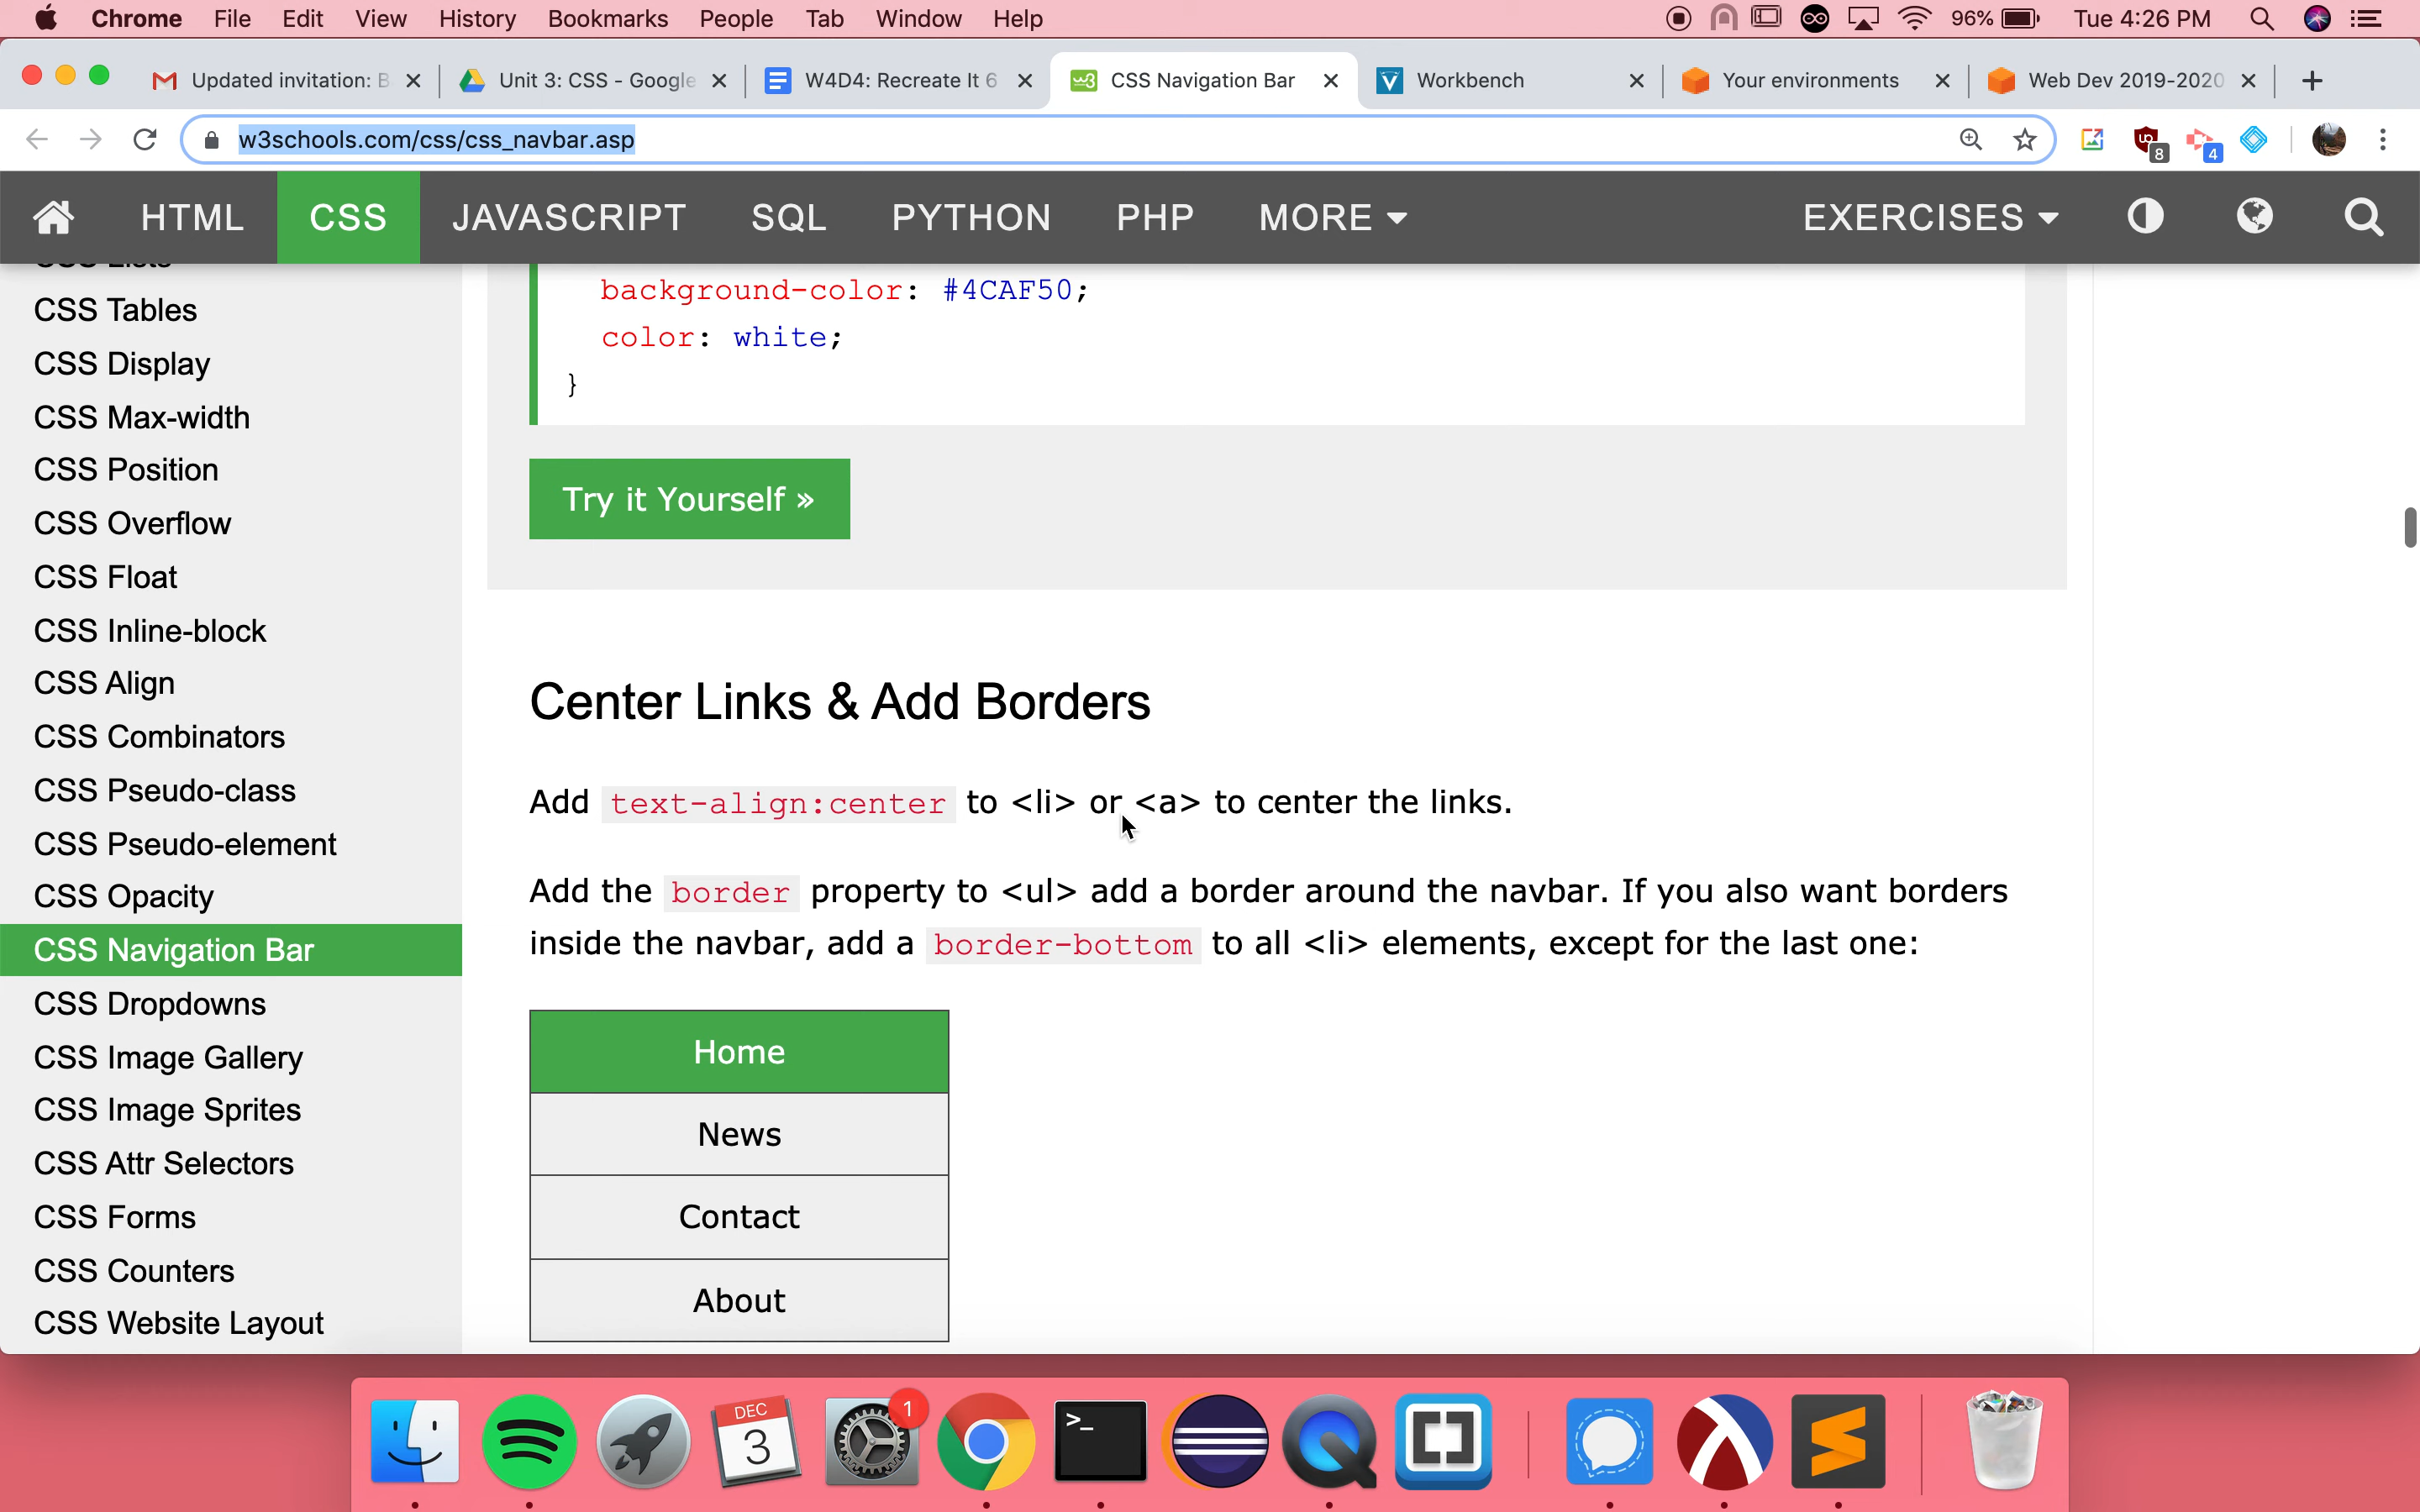 Chrome File Edit View History Bookmarks People Tab Window Help 96% Tue 4:26 PM
Updated invitation: B Unit 3: CSS - Google W4D4: Recreate It 6 CSS Navigation Bar Workbench Your environments Web Dev 2019-2020
w3schools.com/css/css_navbar.asp 8 4
HTML CSS JAVASCRIPT SQL PYTHON PHP MORE EXERCISES
CSS Lists
CSS Tables
CSS Display
CSS Max-width
CSS Position
CSS Overflow
CSS Float
CSS Inline-block
CSS Align
CSS Combinators
CSS Pseudo-class
CSS Pseudo-element
CSS Opacity
CSS Navigation Bar
CSS Dropdowns
CSS Image Gallery
CSS Image Sprites
CSS Attr Selectors
CSS Forms
CSS Counters
CSS Website Layout
background-color: #4CAF50;
color: white;
}
Try it Yourself »
Center Links & Add Borders
Add text-align:center to <li> or <a> to center the links.
Add the border property to <ul> add a border around the navbar. If you also want borders
inside the navbar, add a border-bottom to all <li> elements, except for the last one:
Home
News
Contact
About
DEC
3
1
>_